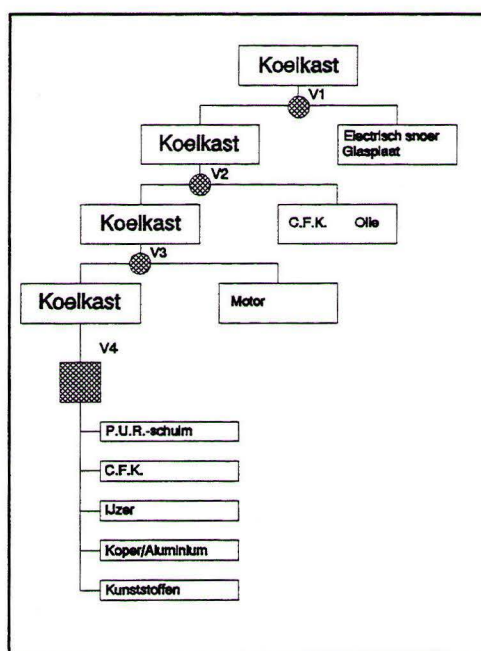 Koelkast
V1
Koelkast
Electrisch snoer
Glasplaat
V2
Koelkast
C.F.K. Olie
V3
Koelkast
Motor
V4
P.U.R.-schuim
C.F.K.
IJzer
Koper/Aluminium
Kunststoffen